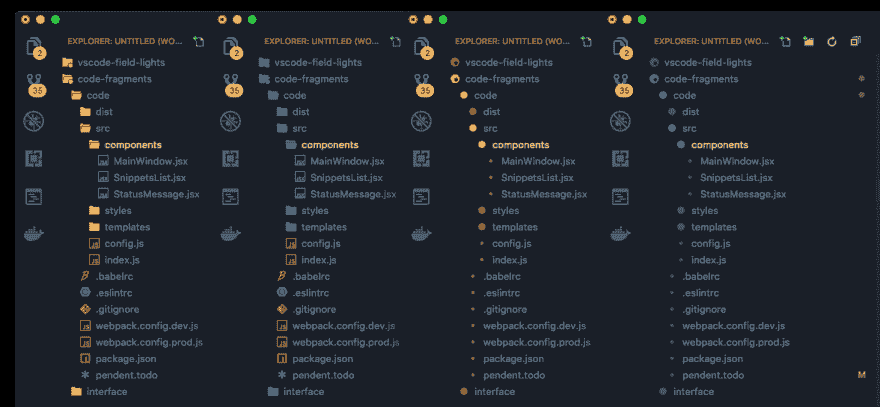 EXPLORER: UNTITLED (WO...
2
vscode-field-lights
35
code-fragments
code
dist
src
components
MainWindow.jsx
SnippetsList.jsx
StatusMessage.jsx
styles
templates
JS config.js
JS index.js
.babelrc
.eslintrc
.gitignore
JS webpack.config.dev.js
JS webpack.config.prod.js
package.json
pendent.todo
interface
EXPLORER: UNTITLED (WO...
2
vscode-field-lights
35
code-fragments
code
dist
src
components
MainWindow.jsx
SnippetsList.jsx
StatusMessage.jsx
styles
templates
JS config.js
JS index.js
.babelrc
.eslintrc
.gitignore
JS webpack.config.dev.js
JS webpack.config.prod.js
package.json
pendent.todo
interface
EXPLORER: UNTITLED (WO...
2
vscode-field-lights
35
code-fragments
code
dist
src
components
MainWindow.jsx
SnippetsList.jsx
StatusMessage.jsx
styles
templates
config.js
index.js
.babelrc
.eslintrc
.gitignore
webpack.config.dev.js
webpack.config.prod.js
package.json
pendent.todo
interface
EXPLORER: UNTITLED (WO...
2
vscode-field-lights
35
code-fragments
code
dist
src
components
MainWindow.jsx
SnippetsList.jsx
StatusMessage.jsx
styles
templates
config.js
index.js
.babelrc
.eslintrc
.gitignore
webpack.config.dev.js
webpack.config.prod.js
package.json
pendent.todo M
interface